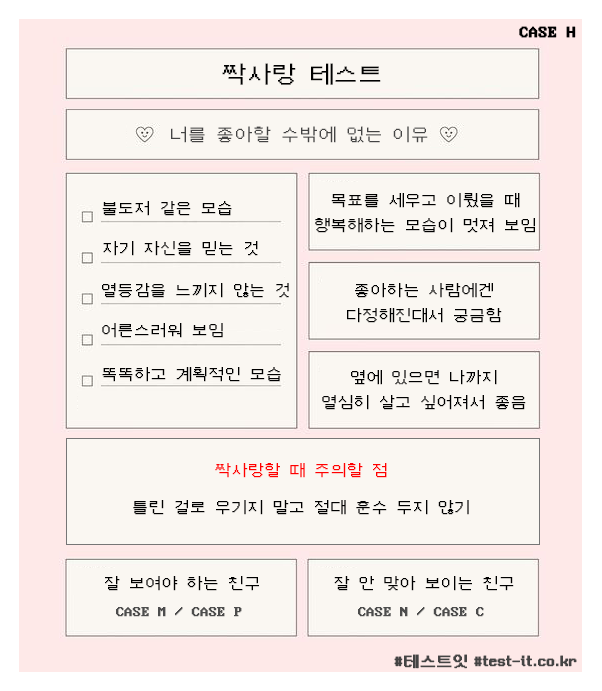 CASE H
짝사랑 테스트
너를 좋아할 수밖에 없는 이유
불도저 같은 모습
자기 자신을 믿는 것
열등감을 느끼지 않는 것
어른스러워 보임
똑똑하고 계획적인 모습
목표를 세우고 이뤘을 때
행복해하는 모습이 멋져 보임
좋아하는 사람에겐
다정해진대서 궁금함
옆에 있으면 나까지
열심히 살고 싶어져서 좋음
짝사랑할 때 주의할 점
틀린 걸로 우기지 말고 절대 훈수 두지 않기
잘 보여야 하는 친구
CASE M / CASE P
잘 안 맞아 보이는 친구
CASE N / CASE C
#테스트잇 #test-it.co.kr